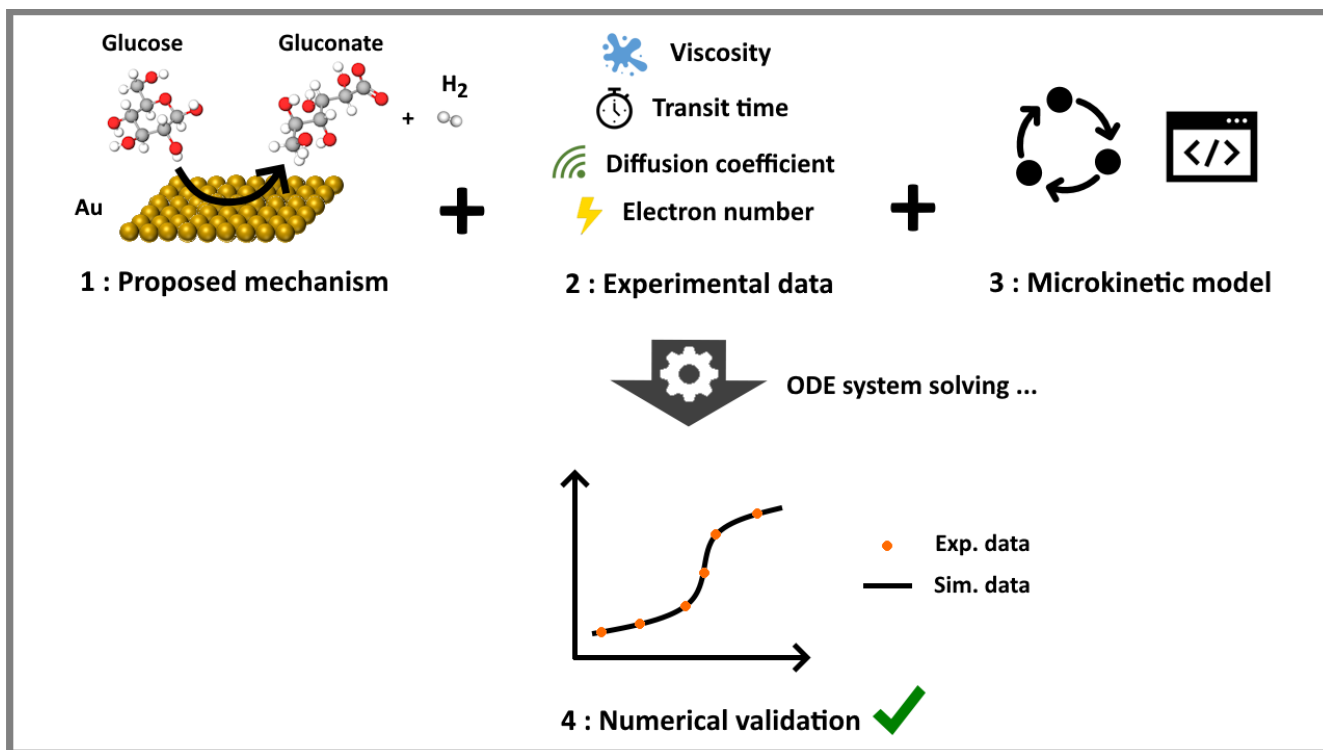 Glucose
Gluconate
H₂
+
Au
1 : Proposed mechanism
Viscosity
Transit time
Diffusion coefficient
Electron number
2 : Experimental data
</>
3 : Microkinetic model
ODE system solving ...
Exp. data
Sim. data
4 : Numerical validation